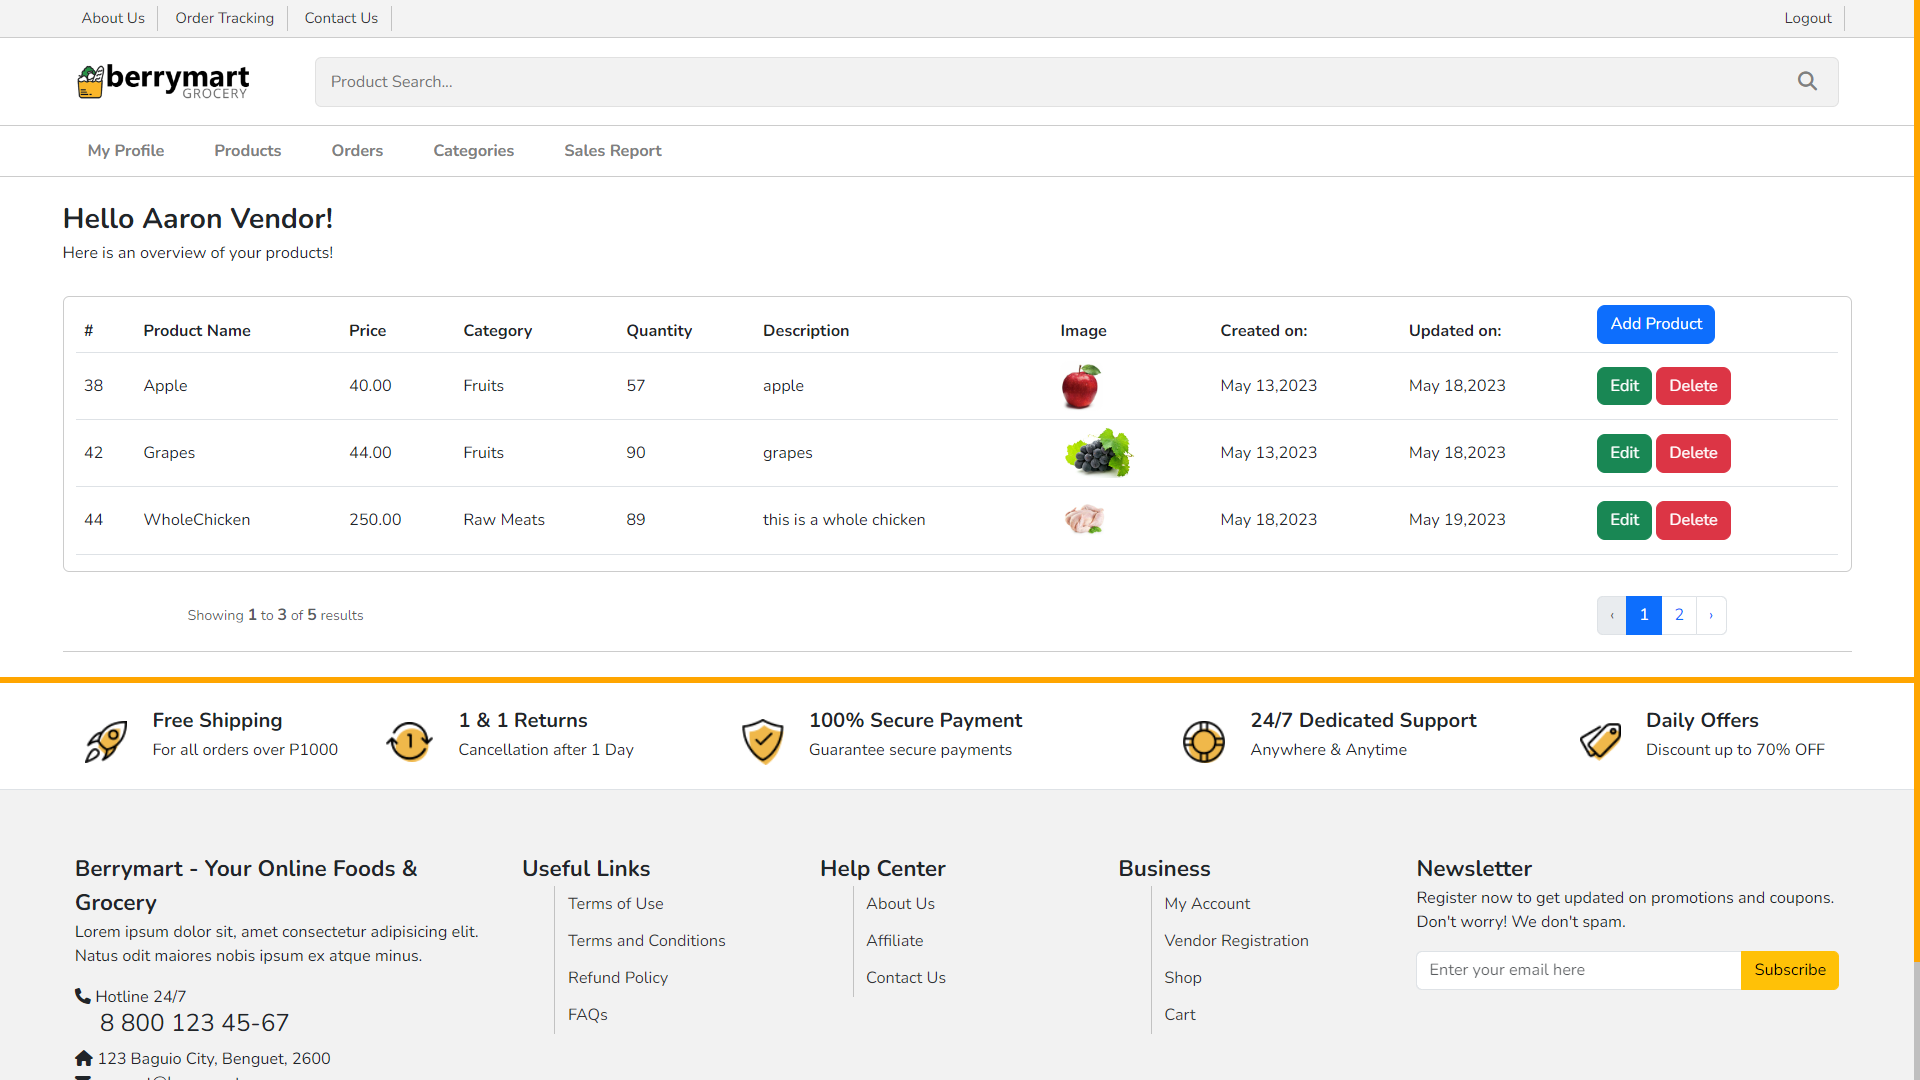 About Us Order Tracking Contact Us Logout
berrymart
GROCERY
Product Search...
My Profile Products Orders Categories Sales Report
Hello Aaron Vendor!
Here is an overview of your products!
# Product Name Price Category Quantity Description Image Created on: Updated on: Add Product
38 Apple 40.00 Fruits 57 apple May 13,2023 May 18,2023 Edit Delete
42 Grapes 44.00 Fruits 90 grapes May 13,2023 May 18,2023 Edit Delete
44 WholeChicken 250.00 Raw Meats 89 this is a whole chicken May 18,2023 May 19,2023 Edit Delete
Showing 1 to 3 of 5 results ‹ 1 2 ›
Free Shipping
For all orders over P1000
1
1 & 1 Returns
Cancellation after 1 Day
100% Secure Payment
Guarantee secure payments
24/7 Dedicated Support
Anywhere & Anytime
Daily Offers
Discount up to 70% OFF
Berrymart - Your Online Foods &
Grocery
Lorem ipsum dolor sit, amet consectetur adipisicing elit.
Natus odit maiores nobis ipsum ex atque minus.
Hotline 24/7
8 800 123 45-67
123 Baguio City, Benguet, 2600
Useful Links
Terms of Use
Terms and Conditions
Refund Policy
FAQs
Help Center
About Us
Affiliate
Contact Us
Business
My Account
Vendor Registration
Shop
Cart
Newsletter
Register now to get updated on promotions and coupons.
Don't worry! We don't spam.
Enter your email here Subscribe